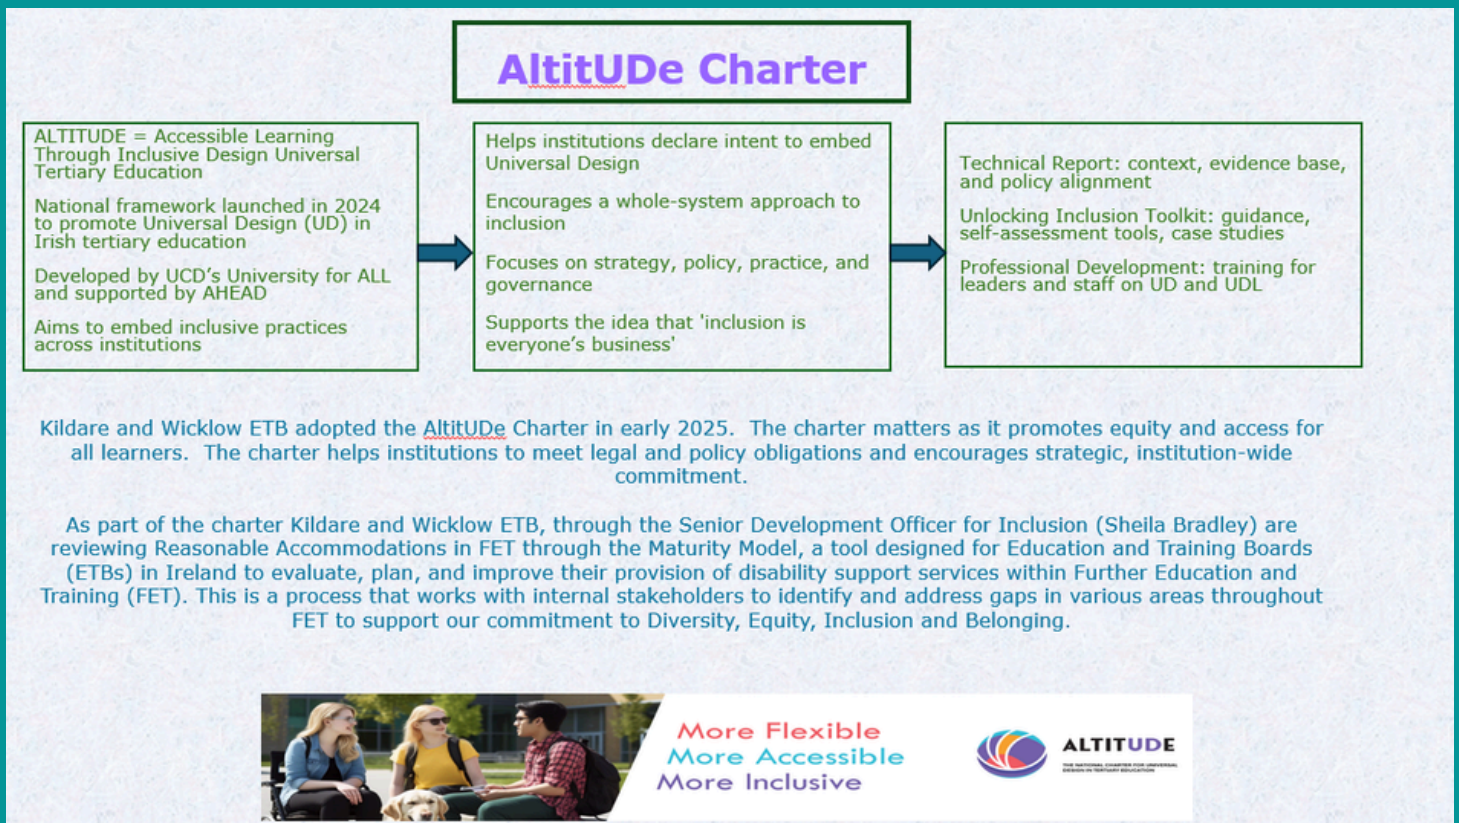 AltitUDe Charter
ALTITUDE = Accessible Learning
Through Inclusive Design Universal
Tertiary Education
National framework launched in 2024
to promote Universal Design (UD) in
Irish tertiary education
Developed by UCD's University for ALL
and supported by AHEAD
Aims to embed inclusive practices
across institutions
Helps institutions declare intent to embed
Universal Design
Encourages a whole-system approach to
inclusion
Focuses on strategy, policy, practice, and
governance
Supports the idea that 'inclusion is
everyone’s business'
Technical Report: context, evidence base,
and policy alignment
Unlocking Inclusion Toolkit: guidance,
self-assessment tools, case studies
Professional Development: training for
leaders and staff on UD and UDL
Kildare and Wicklow ETB adopted the AltitUDe Charter in early 2025.  The charter matters as it promotes equity and access for
all learners.  The charter helps institutions to meet legal and policy obligations and encourages strategic, institution-wide
commitment.
As part of the charter Kildare and Wicklow ETB, through the Senior Development Officer for Inclusion (Sheila Bradley) are
reviewing Reasonable Accommodations in FET through the Maturity Model, a tool designed for Education and Training Boards
(ETBs) in Ireland to evaluate, plan, and improve their provision of disability support services within Further Education and
Training (FET). This is a process that works with internal stakeholders to identify and address gaps in various areas throughout
FET to support our commitment to Diversity, Equity, Inclusion and Belonging.
More Flexible
More Accessible
More Inclusive
ALTITUDE
THE NATIONAL CHARTER FOR UNIVERSAL
DESIGN IN TERTIARY EDUCATION